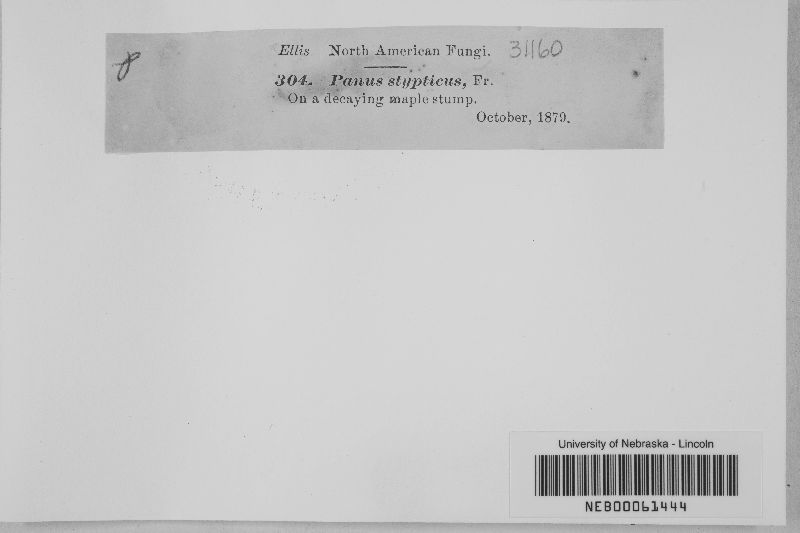 Ellis North American Fungi. 31160
304. Panus stypticus, Fr.
On a decaying maple stump.
October, 1879.
University of Nebraska - Lincoln
NEB00061444